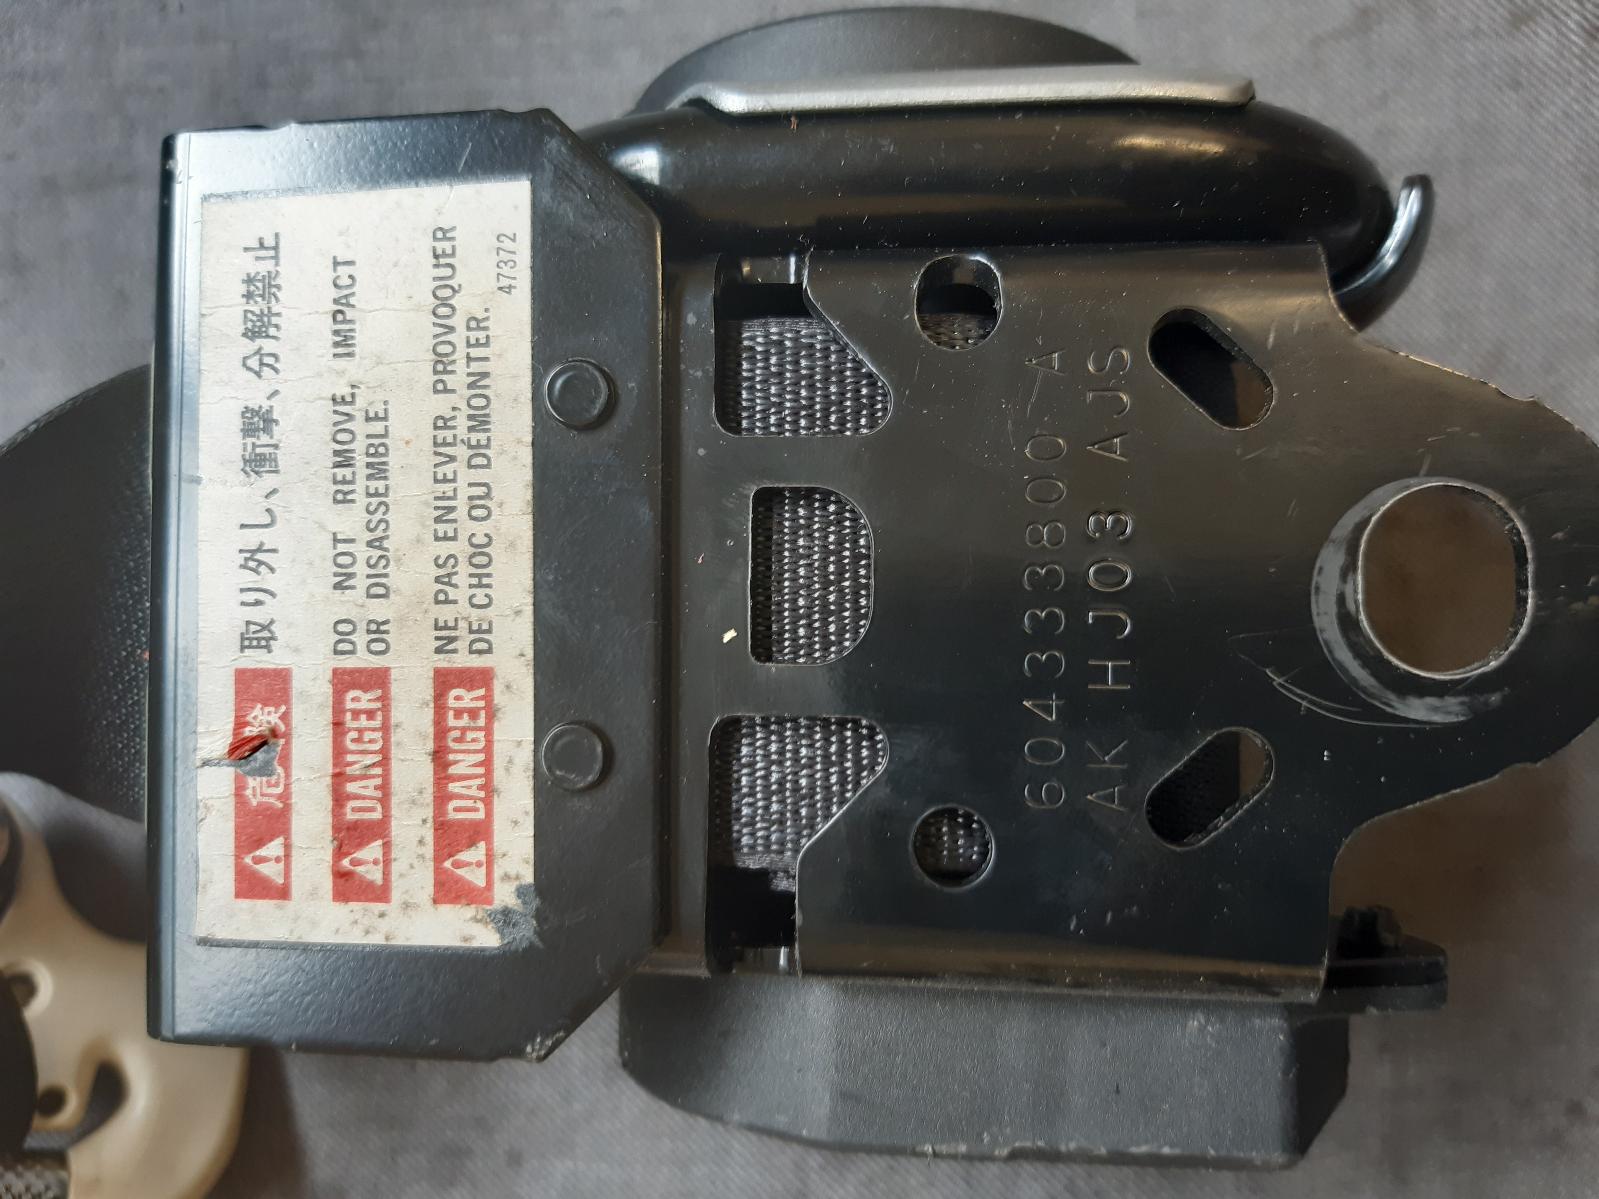 ⚠危険 取り外し、衝撃、分解禁止
⚠DANGER DO NOT REMOVE, IMPACT
OR DISASSEMBLE.
⚠DANGER NE PAS ENLEVER, PROVOQUER
DE CHOC OU DÉMONTER.
47372
604333800 A
AK HJ03 AJS